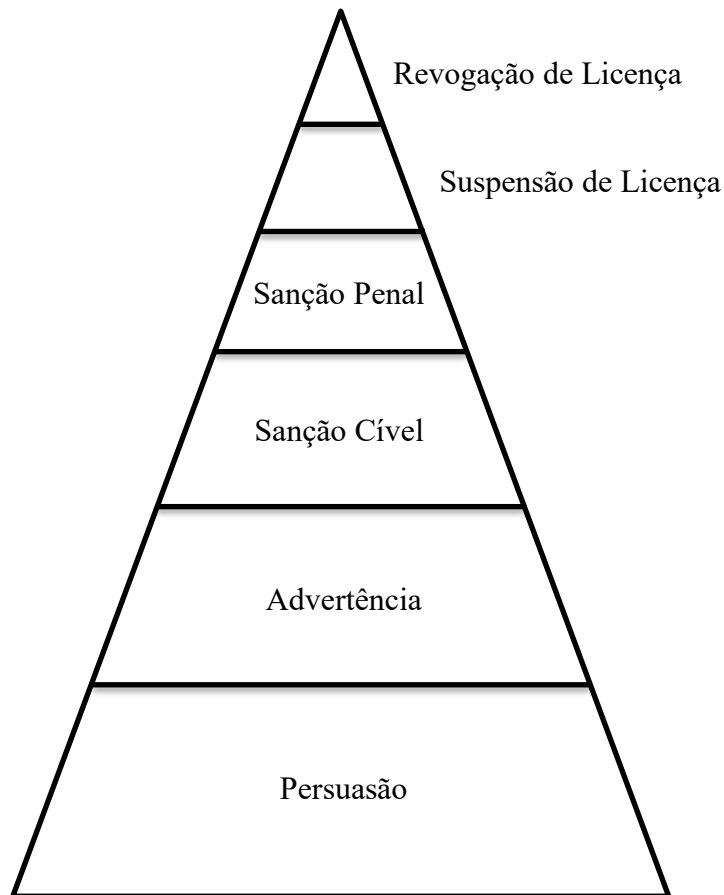 Revogação de Licença
Suspensão de Licença
Sanção Penal
Sanção Cível
Advertência
Persuasão